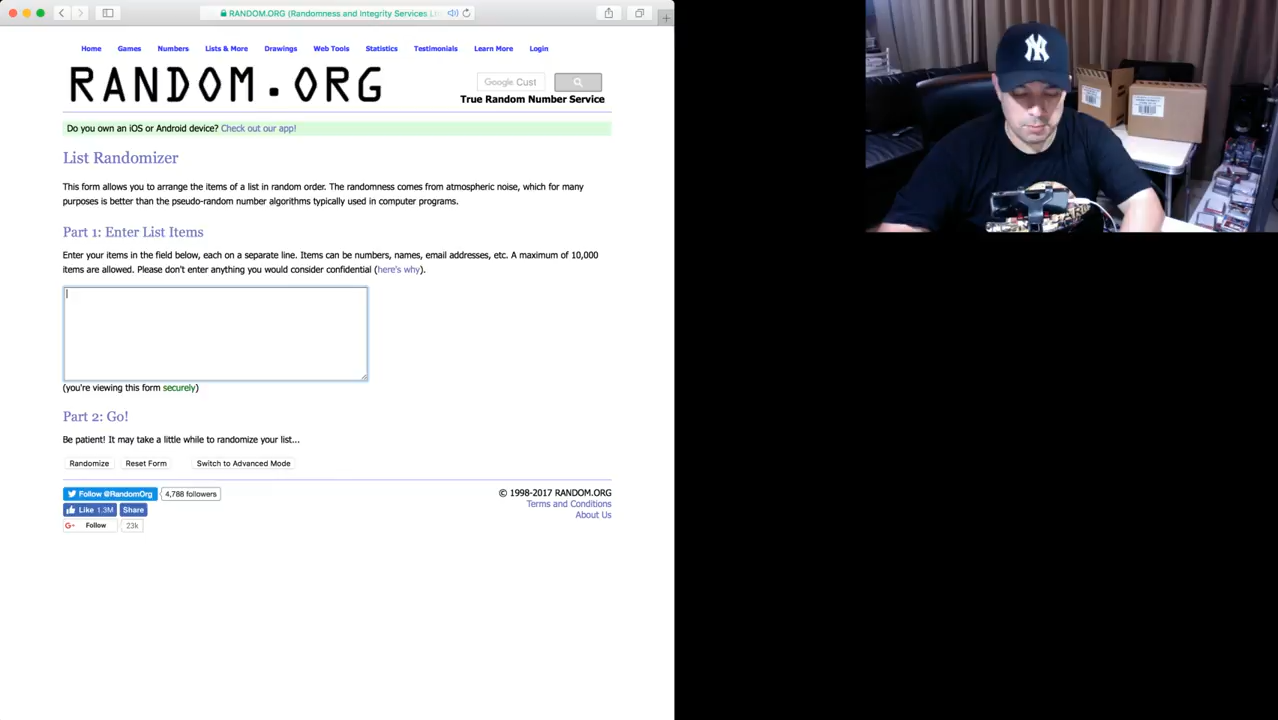 RANDOM.ORG (Randomness and Integrity Services L
Home Games Numbers Lists & More Drawings Web Tools Statistics Testimonials Learn More Login
RANDOM.ORG
Google Cust
True Random Number Service
Do you own an iOS or Android device? Check out our app!
List Randomizer
This form allows you to arrange the items of a list in random order. The randomness comes from atmospheric noise, which for many
purposes is better than the pseudo-random number algorithms typically used in computer programs.
Part 1: Enter List Items
Enter your items in the field below, each on a separate line. Items can be numbers, names, email addresses, etc. A maximum of 10,000
items are allowed. Please don't enter anything you would consider confidential (here's why).
(you're viewing this form securely)
Part 2: Go!
Be patient! It may take a little while to randomize your list...
Randomize Reset Form Switch to Advanced Mode
Follow @RandomOrg 4,788 followers
Like 1.3M Share
G+ Follow 23k
© 1998-2017 RANDOM.ORG
Terms and Conditions
About Us
NY